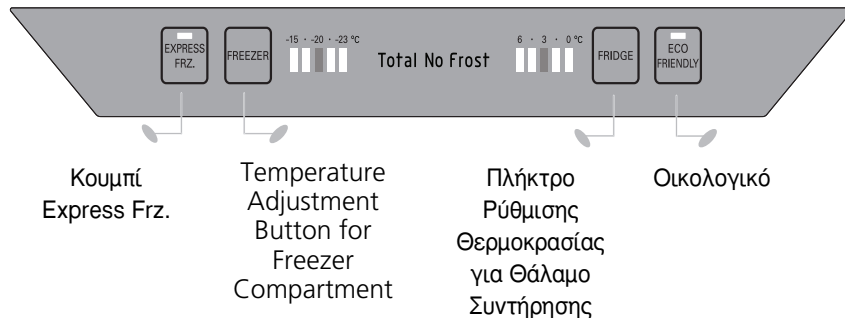 EXPRESS
FRZ.
FREEZER
-15 · -20 · -23 °C
Total No Frost
6 · 3 · 0 °C
FRIDGE
ECO
FRIENDLY
Κουμπί
Express Frz.
Temperature
Adjustment
Button for
Freezer
Compartment
Πλήκτρο
Ρύθμισης
Θερμοκρασίας
για Θάλαμο
Συντήρησης
Οικολογικό